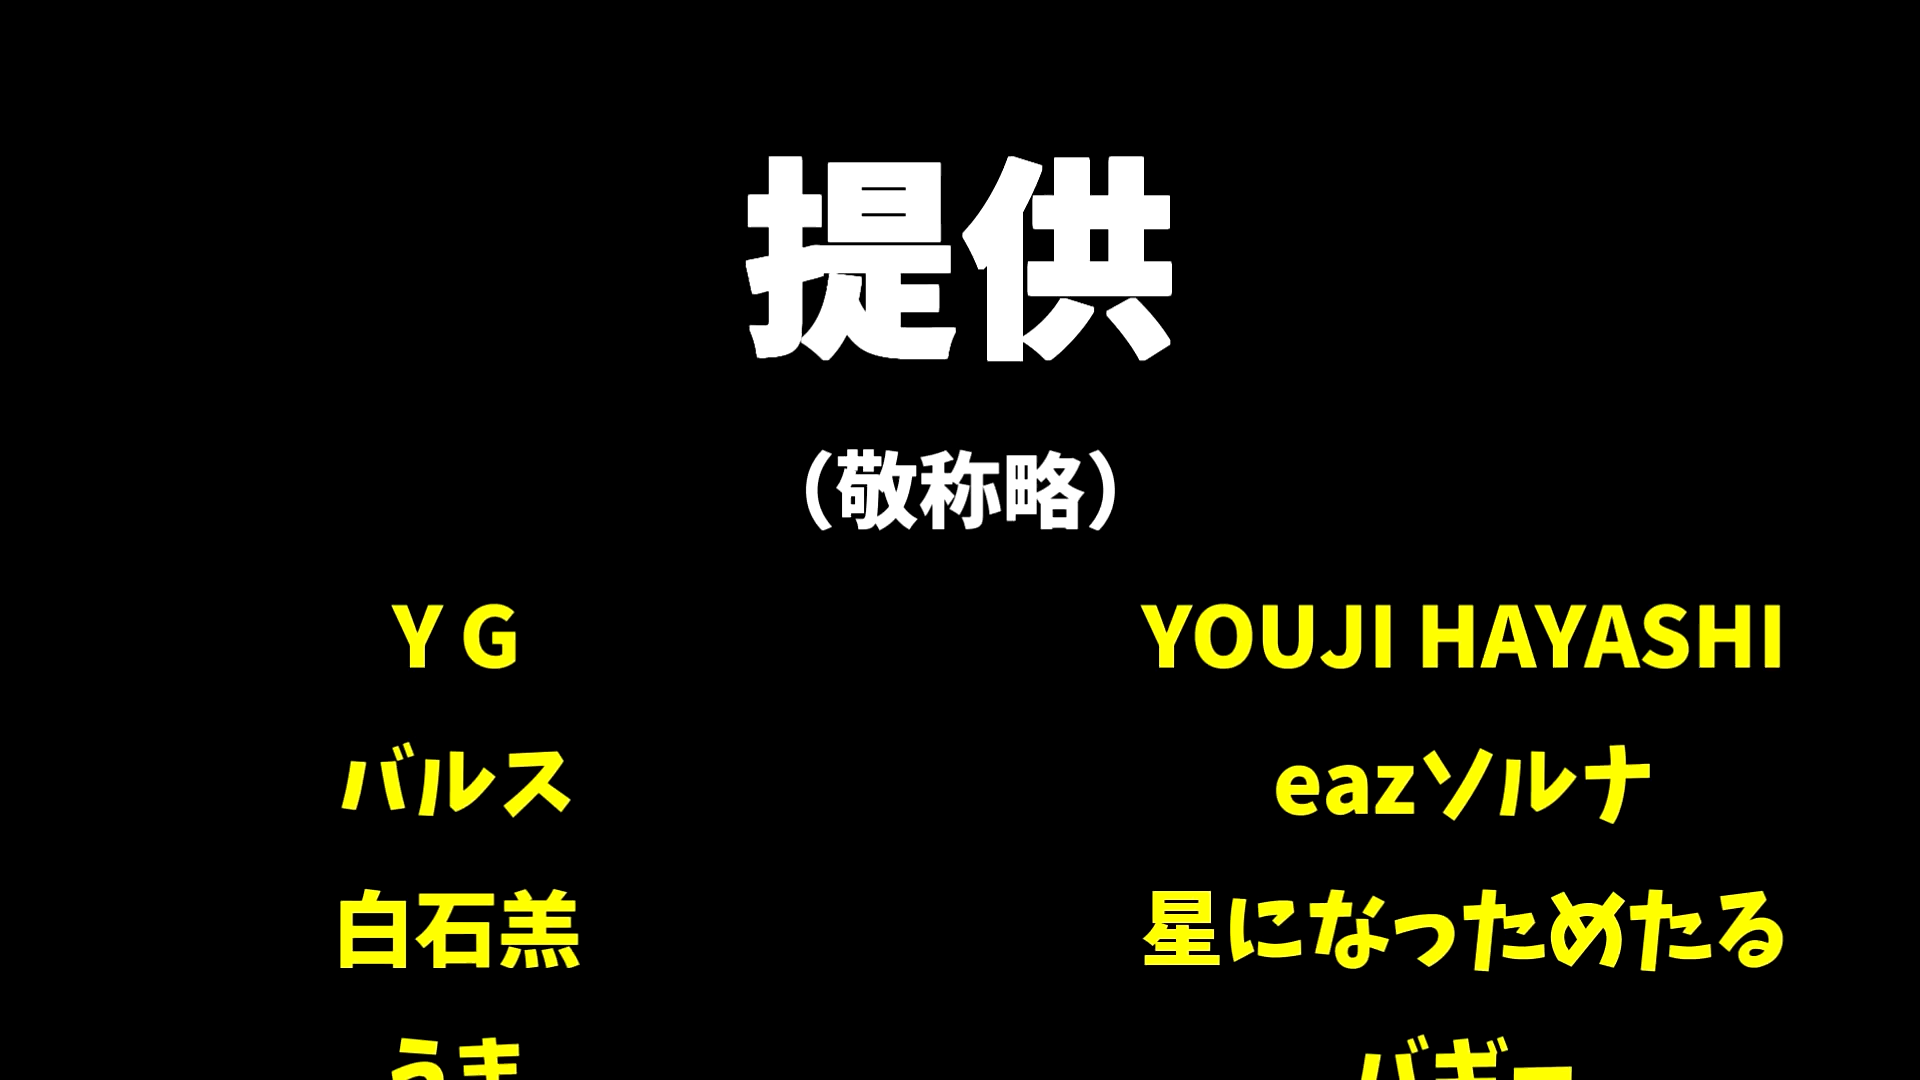 提供
（敬称略）
Y G
YOUJI HAYASHI
バルス
eazソルナ
白石羔
星になっためたる